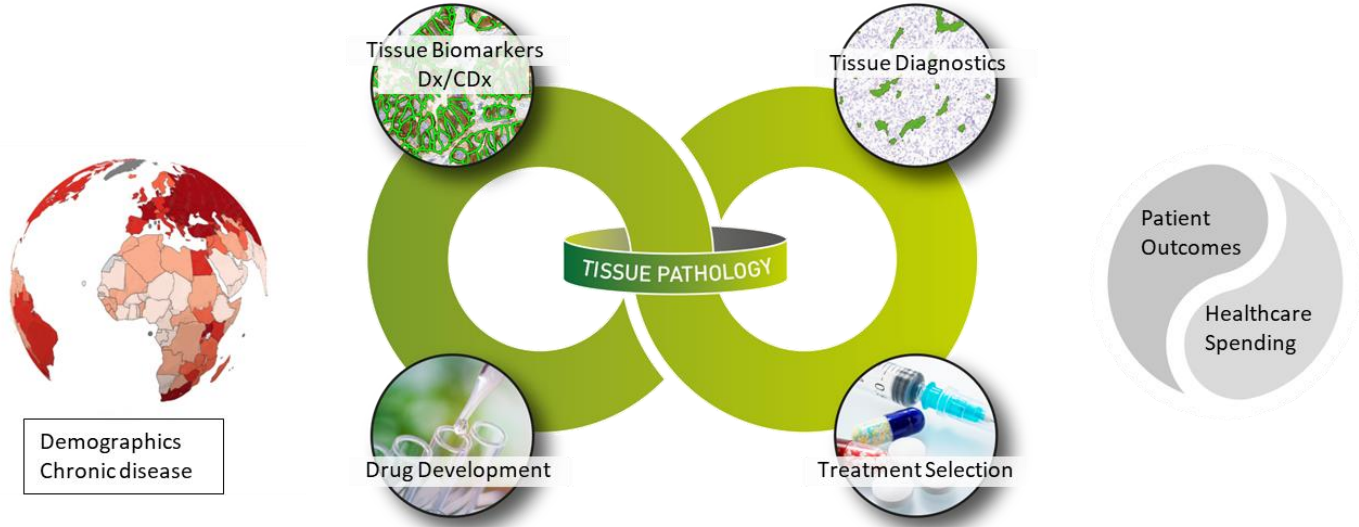 Tissue Biomarkers
Dx/CDx
Tissue Diagnostics
TISSUE PATHOLOGY
Patient
Outcomes
Healthcare
Spending
Demographics
Chronic disease
Drug Development
Treatment Selection